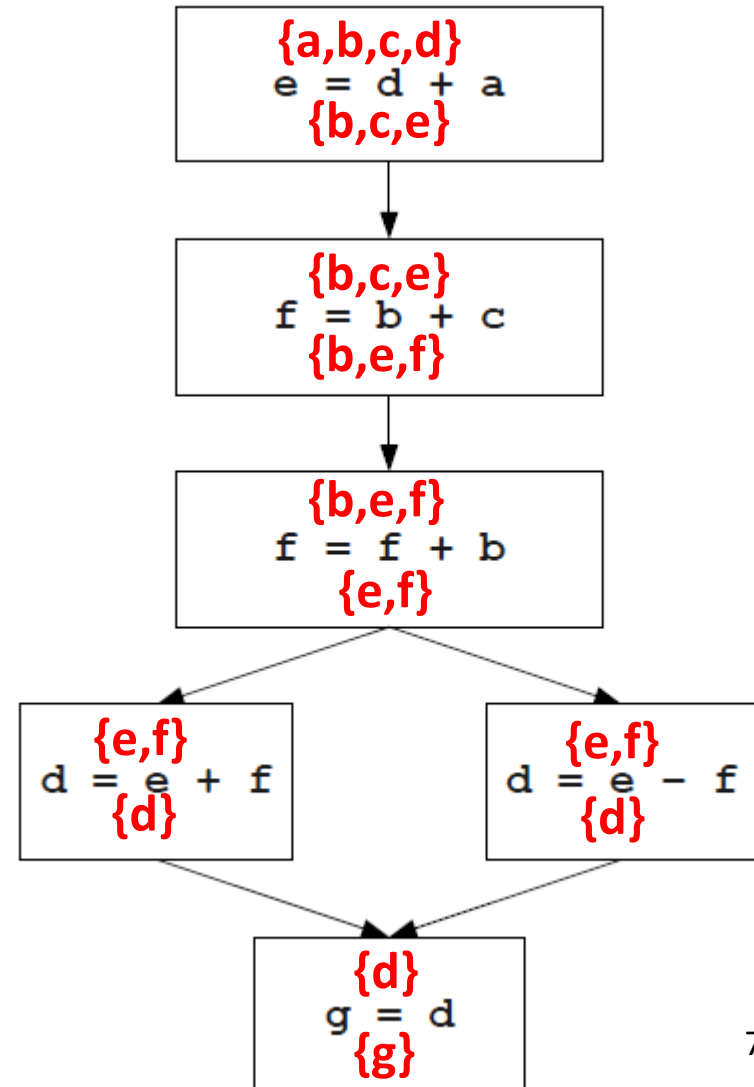 {a,b,c,d}
e = d + a
{b,c,e}
{b,c,e}
f = b + c
{b,e,f}
{b,e,f}
f = f + b
{e,f}
{e,f}
d = e + f
{d}
{e,f}
d = e - f
{d}
{d}
g = d
{g}
7